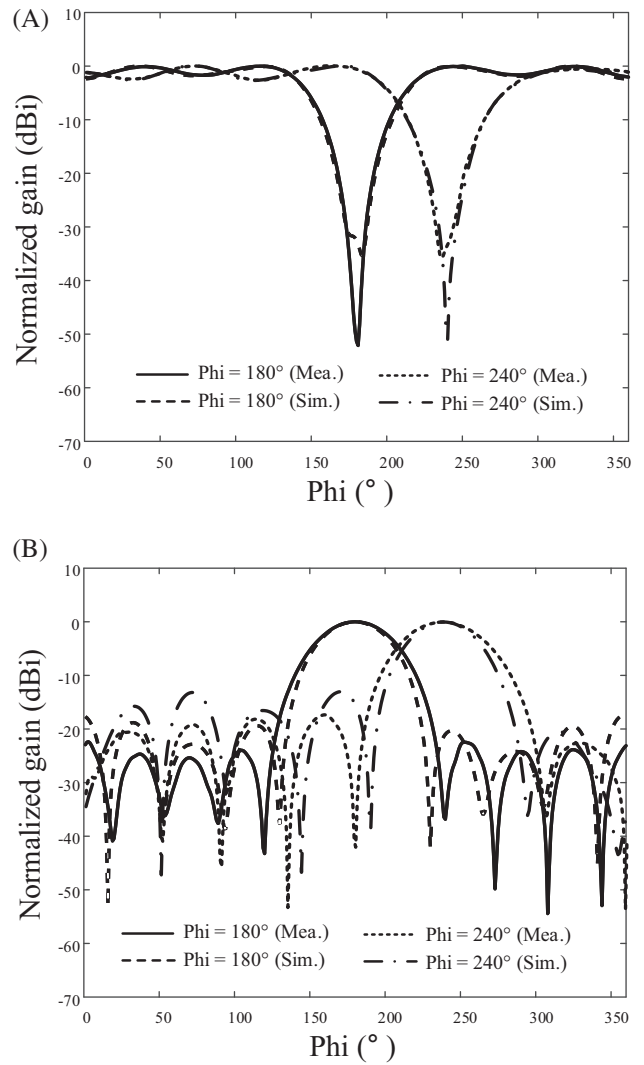 (A)
10
0
-10
-20
-30
-40
-50
-60
-70
Normalized gain (dBi)
Phi = 180° (Mea.)
Phi = 180° (Sim.)
Phi = 240° (Mea.)
Phi = 240° (Sim.)
0 50 100 150 200 250 300 350
Phi (° )
(B)
10
0
-10
-20
-30
-40
-50
-60
-70
Normalized gain (dBi)
Phi = 180° (Mea.)
Phi = 180° (Sim.)
Phi = 240° (Mea.)
Phi = 240° (Sim.)
0 50 100 150 200 250 300 350
Phi (° )